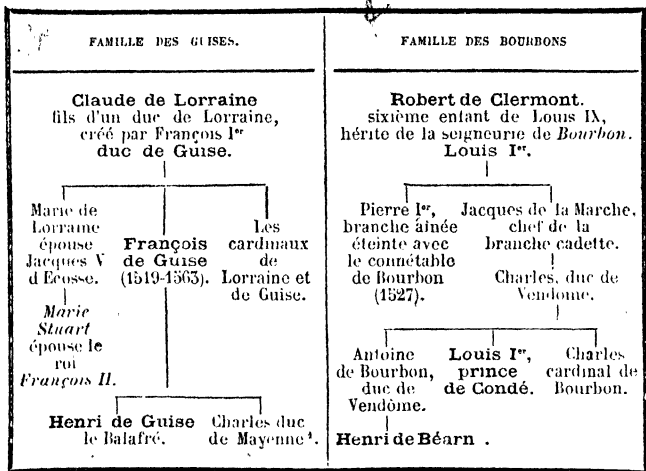 FAMILLE DES GUISES.
Claude de Lorraine
fils d'un duc de Lorraine,
créé par François Ier
duc de Guise.
Marie de
Lorraine
épouse
Jacques V
d Ecosse.
Marie
Stuart
épouse le
roi
François II.
François
de Guise
(1519-1563).
Les
cardinaux
de
Lorraine et
de Guise.
Henri de Guise
le Balafré.
Charles duc
de Mayenne⁴.
FAMILLE DES BOURBONS
Robert de Clermont.
sixième enfant de Louis IX,
hérite de la seigneurie de Bourbon.
Louis Ier.
Pierre Ier,
branche aînée
éteinte avec
le connétable
de Bourbon
(1527).
Jacques de la Marche,
chef de la
branche cadette.
Charles, duc de
Vendome.
Antoine
de Bourbon,
duc de
Vendôme.
Henri de Béarn .
Louis Ier,
prince
de Condé.
Charles
cardinal de
Bourbon.